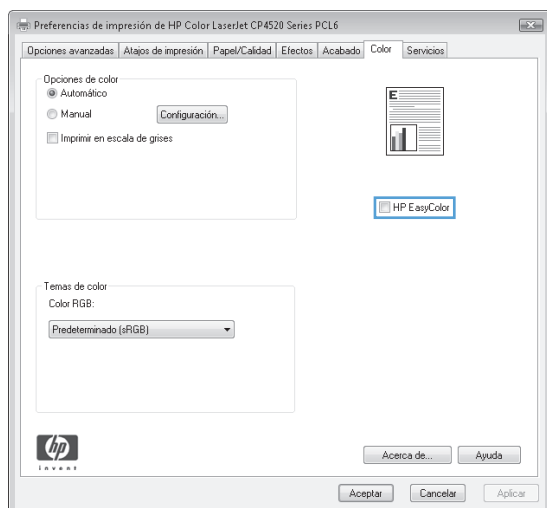 Preferencias de impresión de HP Color LaserJet CP4520 Series PCL6
Opciones avanzadas Atajos de impresión Papel/Calidad Efectos Acabado Color Servicios
Opciones de color
Automático
Manual Configuración...
Imprimir en escala de grises
E
HP EasyColor
Temas de color
Color RGB:
Predeterminado (sRGB)
hp
invent
Acerca de... Ayuda
Aceptar Cancelar Aplicar